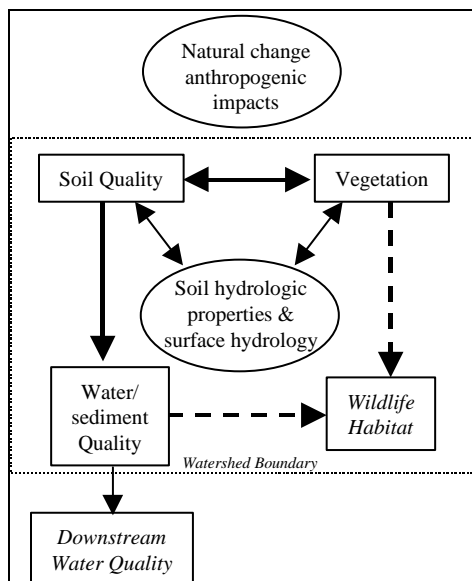 Natural change
anthropogenic
impacts
Soil Quality
Vegetation
Soil hydrologic
properties &
surface hydrology
Water/
sediment
Quality
Wildlife
Habitat
Watershed Boundary
Downstream
Water Quality